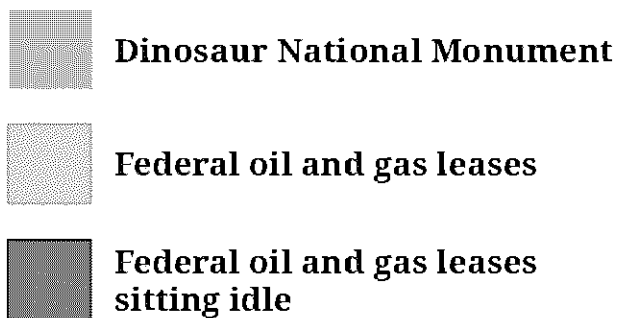 Dinosaur National Monument
Federal oil and gas leases
Federal oil and gas leases
sitting idle